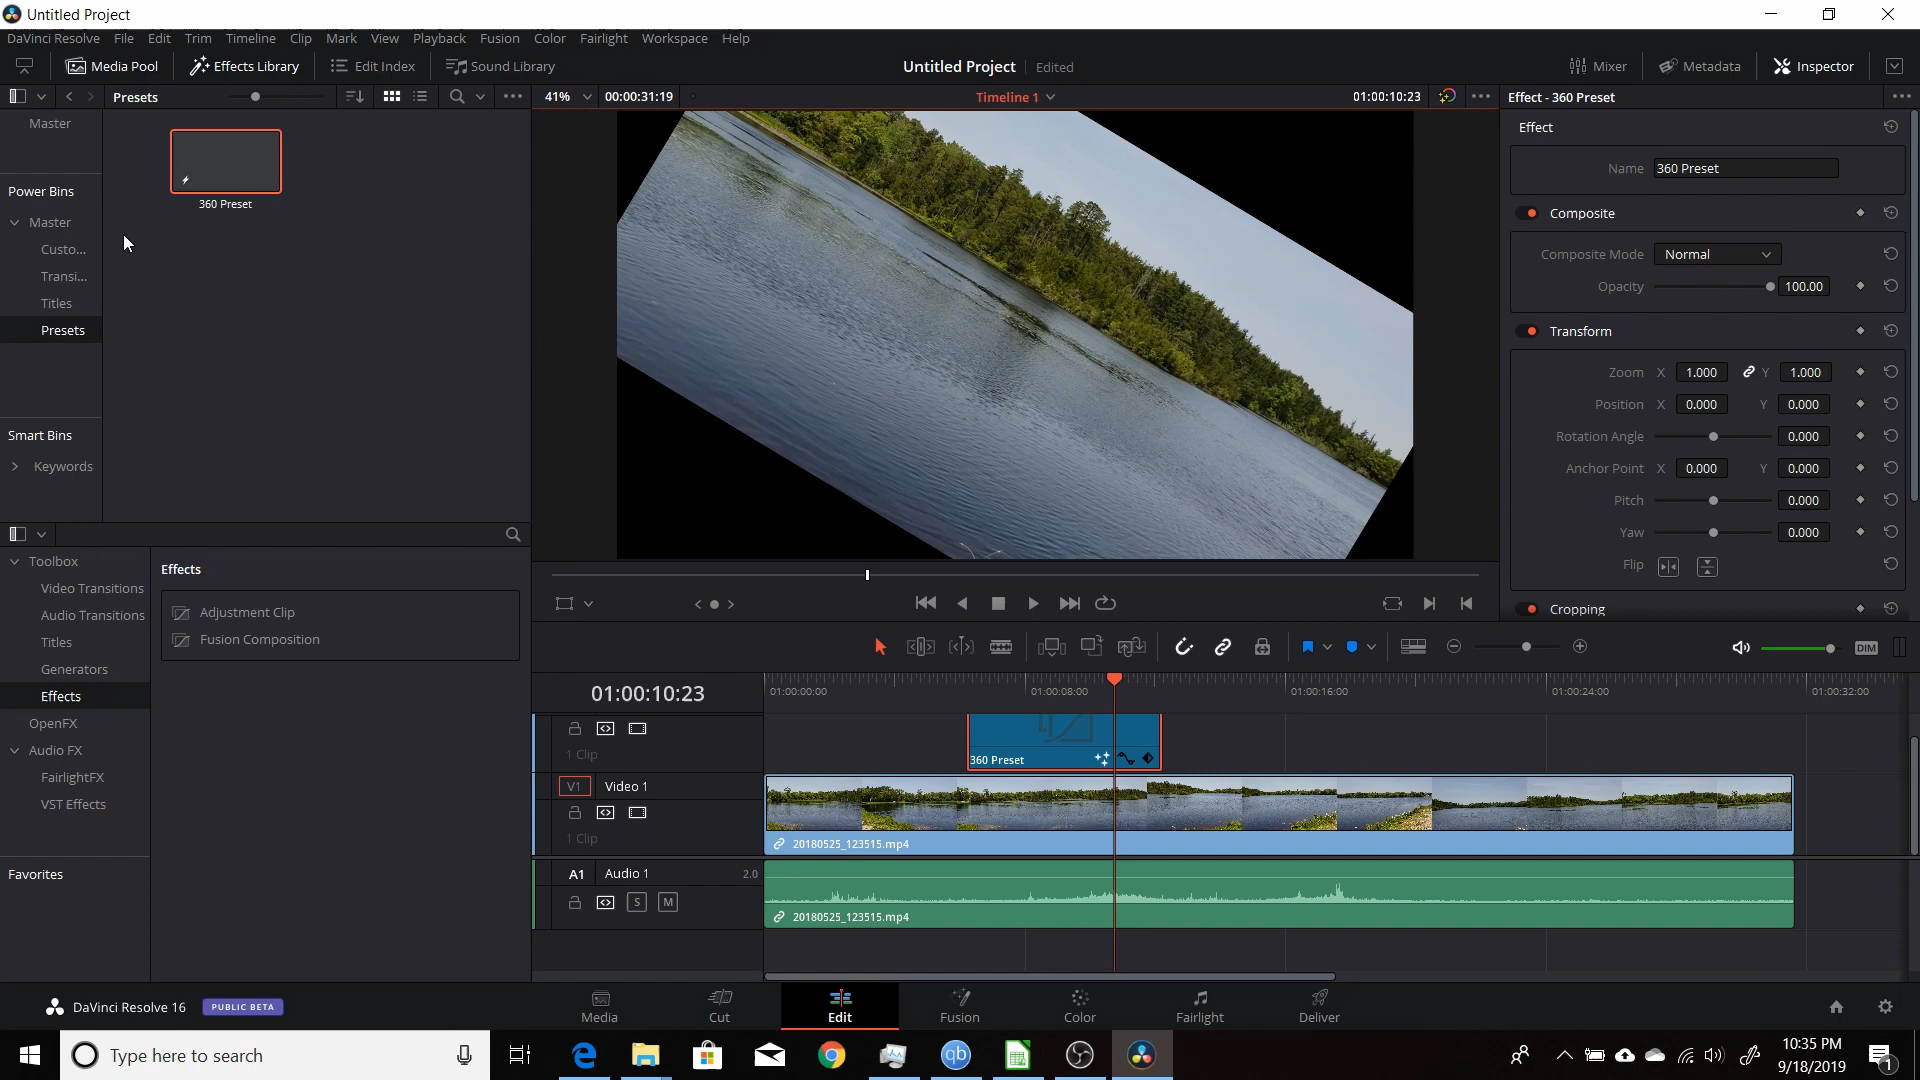 Untitled Project
DaVinci Resolve File Edit Trim Timeline Clip Mark View Playback Fusion Color Fairlight Workspace Help
Media Pool Effects Library Edit Index Sound Library Untitled Project Edited Mixer Metadata Inspector
Presets 41% 00:00:31:19 Timeline 1 01:00:10:23 Effect - 360 Preset
Master
Power Bins
Master
Custo...
Transi...
Titles
Presets
Smart Bins
Keywords
360 Preset
Effect
Name 360 Preset
Composite
Composite Mode Normal
Opacity 100.00
Transform
Zoom X 1.000 Y 1.000
Position X 0.000 Y 0.000
Rotation Angle 0.000
Anchor Point X 0.000 Y 0.000
Pitch 0.000
Yaw 0.000
Flip
Cropping
Toolbox
Video Transitions
Audio Transitions
Titles
Generators
Effects
OpenFX
Audio FX
FairlightFX
VST Effects
Favorites
Effects
Adjustment Clip
Fusion Composition
DIM
01:00:10:23 01:00:00:00 01:00:08:00 01:00:16:00 01:00:24:00 01:00:32:00
1 Clip
360 Preset
V1 Video 1
1 Clip
20180525_123515.mp4
A1 Audio 1 2.0
S M
20180525_123515.mp4
DaVinci Resolve 16 PUBLIC BETA
Media Cut Edit Fusion Color Fairlight Deliver
Type here to search
qb
10:35 PM
9/18/2019
1